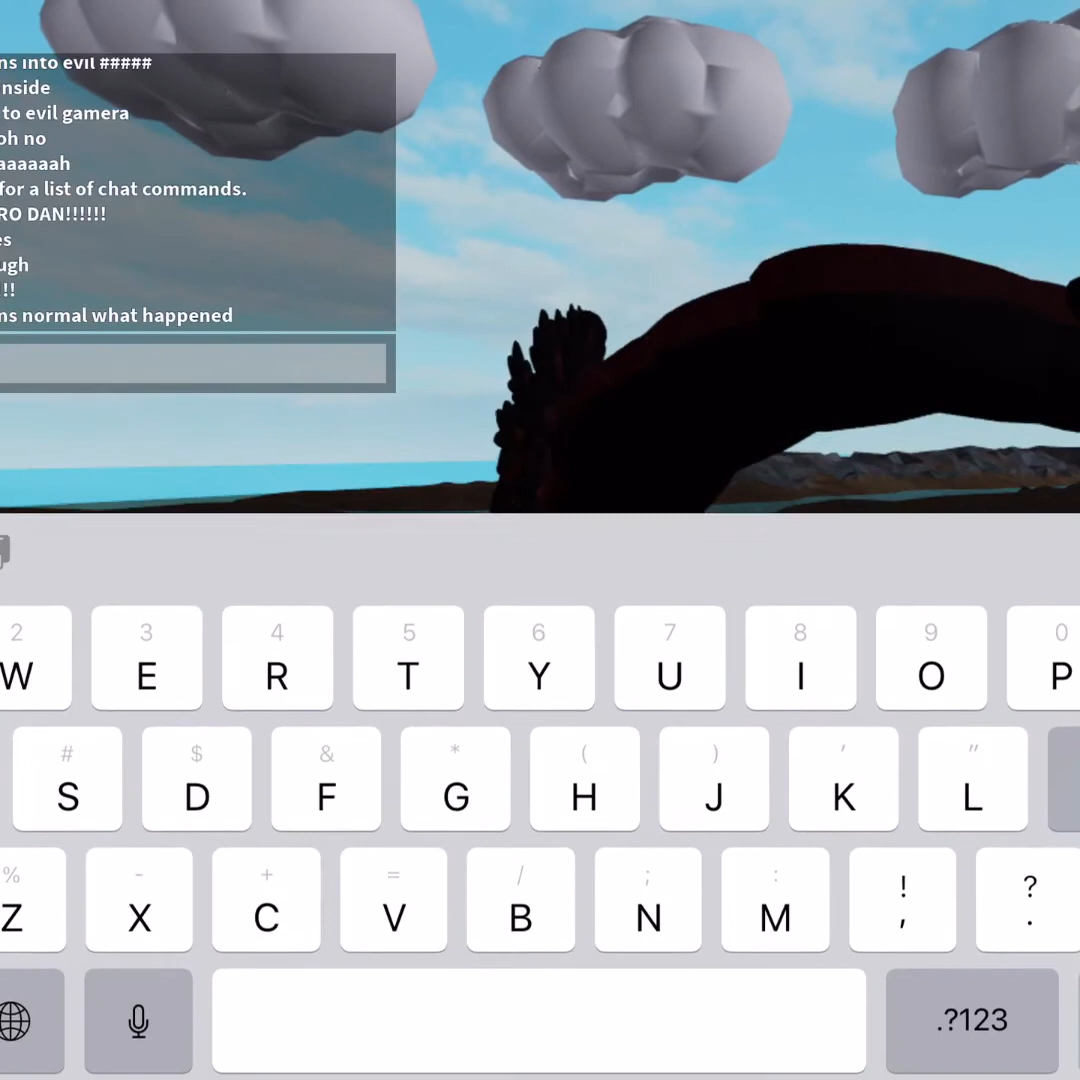 ns into evil #####
nside
to evil gamera
oh no
aaaaaah
for a list of chat commands.
RO DAN!!!!!!
es
ugh
!!!
ns normal what happened
2 3 4 5 6 7 8 9 0
W E R T Y U I O P
# $ & * ( ) ' "
S D F G H J K L
% - + = / ; : ! ?
Z X C V B N M , .
.?123